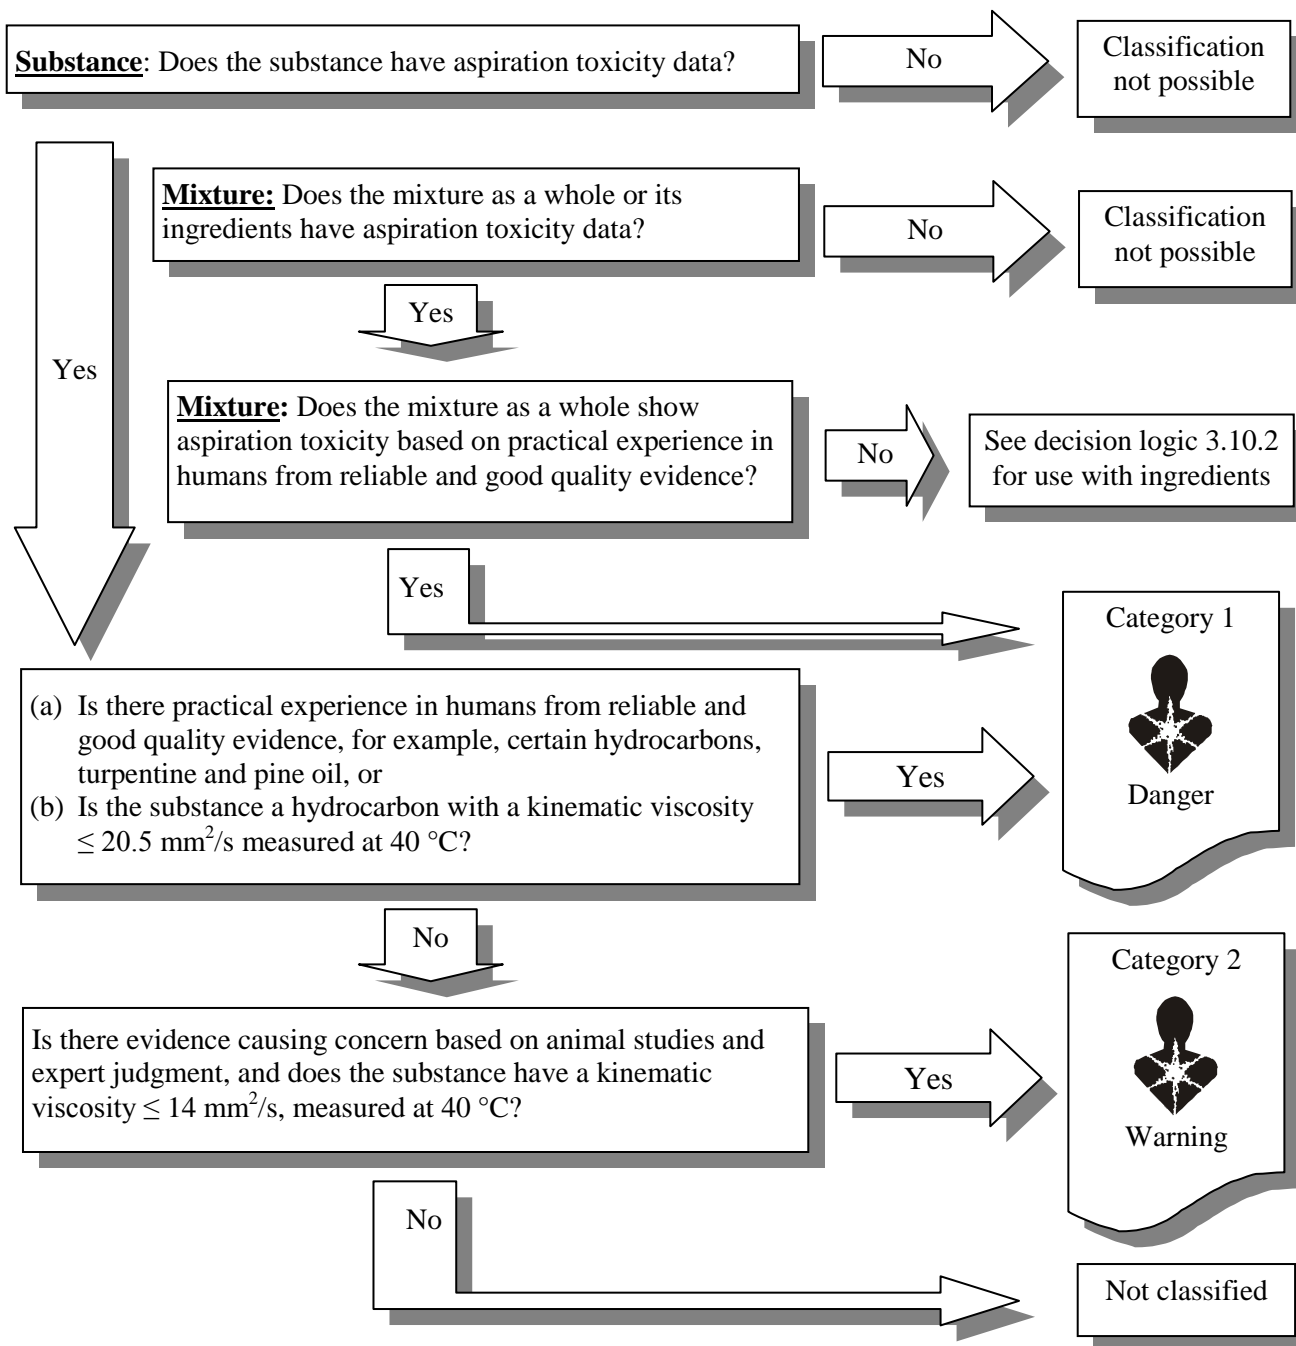 Substance: Does the substance have aspiration toxicity data?
No
Classification
not possible
Mixture: Does the mixture as a whole or its
ingredients have aspiration toxicity data?
No
Classification
not possible
Yes
Yes
Mixture: Does the mixture as a whole show
aspiration toxicity based on practical experience in
humans from reliable and good quality evidence?
No
See decision logic 3.10.2
for use with ingredients
Yes
Category 1
Danger
(a) Is there practical experience in humans from reliable and
good quality evidence, for example, certain hydrocarbons,
turpentine and pine oil, or
(b) Is the substance a hydrocarbon with a kinematic viscosity
≤ 20.5 mm²/s measured at 40 °C?
Yes
No
Category 2
Warning
Is there evidence causing concern based on animal studies and
expert judgment, and does the substance have a kinematic
viscosity ≤ 14 mm²/s, measured at 40 °C?
Yes
No
Not classified